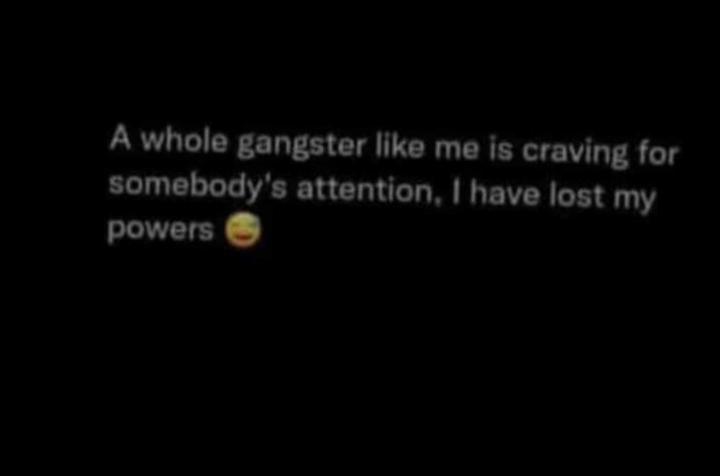 A whole gangster like me is craving for
somebody's attention, I have lost my
powers 😅